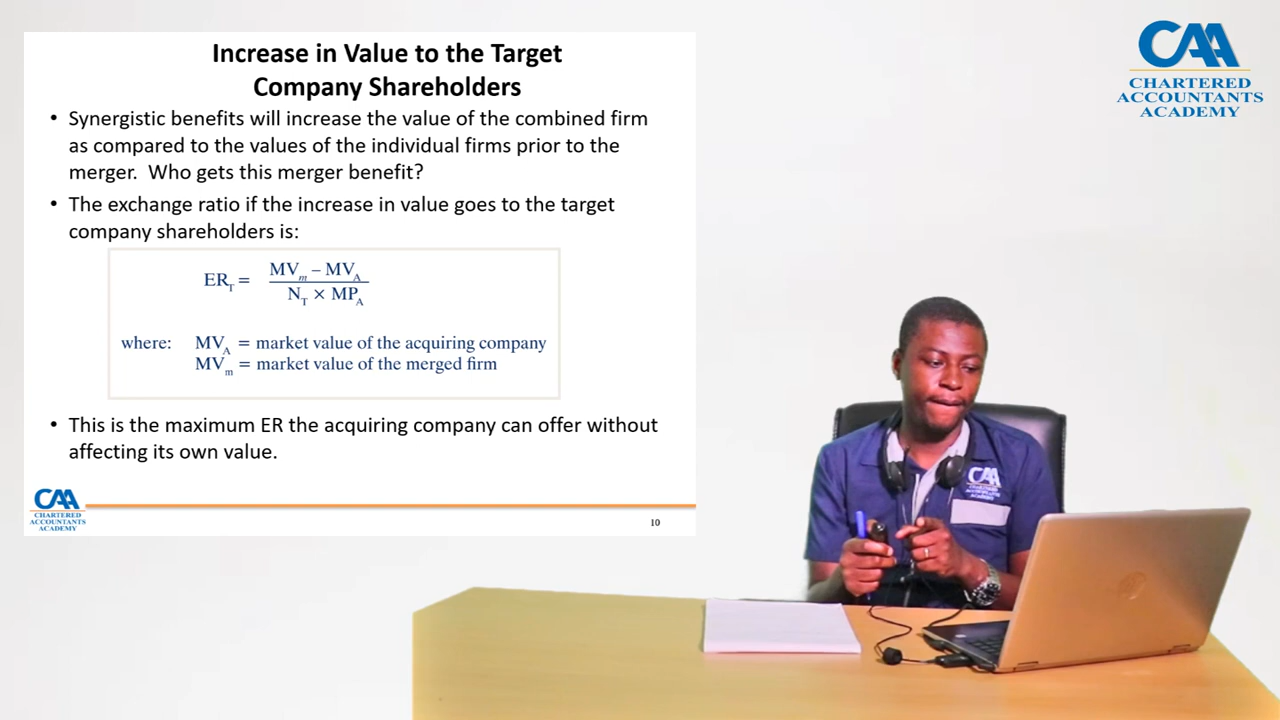 Increase in Value to the Target
Company Shareholders
• Synergistic benefits will increase the value of the combined firm
as compared to the values of the individual firms prior to the
merger. Who gets this merger benefit?
• The exchange ratio if the increase in value goes to the target
company shareholders is:
ER_T = (MV_m – MV_A) / (N_T × MP_A)
where: MV_A = market value of the acquiring company
MV_m = market value of the merged firm
• This is the maximum ER the acquiring company can offer without
affecting its own value.
CAA
CHARTERED
ACCOUNTANTS
ACADEMY
10
CAA
CHARTERED
ACCOUNTANTS
ACADEMY
CAA
CHARTERED
ACCOUNTANTS
ACADEMY